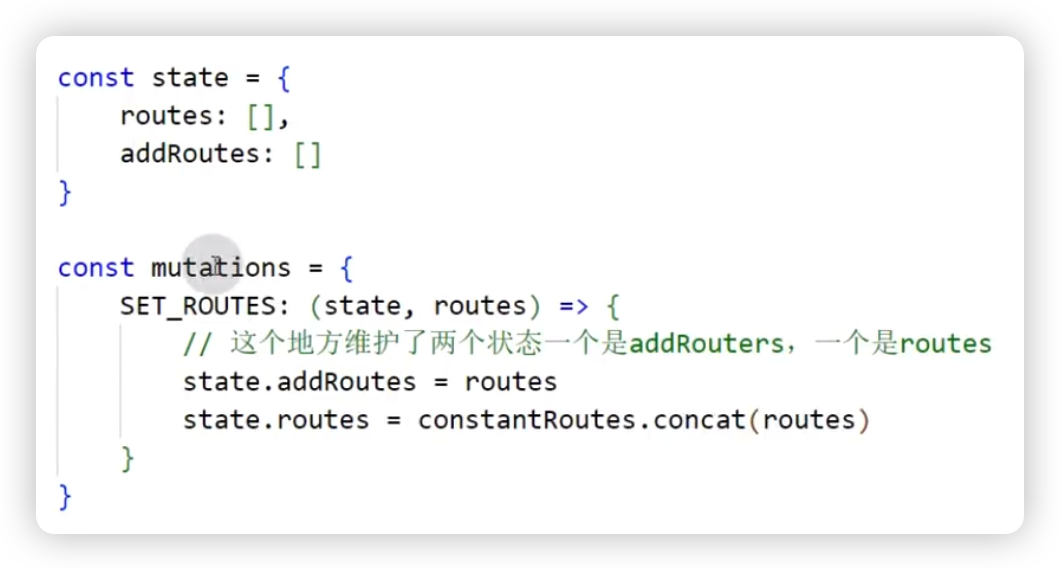 const state = {
    routes: [],
    addRoutes: []
}
const mutations = {
    SET_ROUTES: (state, routes) => {
        // 这个地方维护了两个状态一个是addRouters，一个是routes
        state.addRoutes = routes
        state.routes = constantRoutes.concat(routes)
    }
}